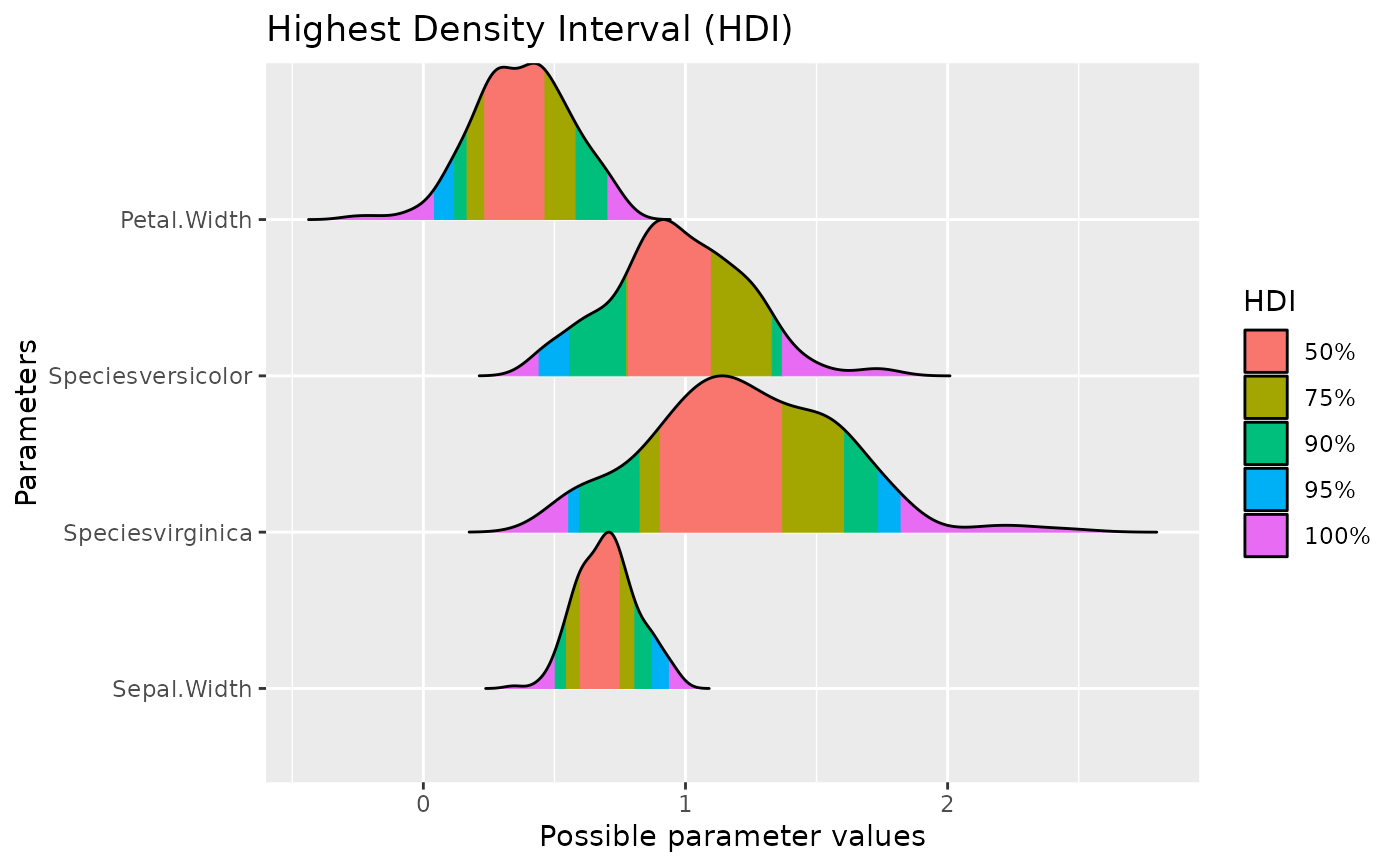 Highest Density Interval (HDI)
Petal.Width
Speciesversicolor
Speciesvirginica
Sepal.Width
Parameters
0
1
2
Possible parameter values
HDI
50%
75%
90%
95%
100%